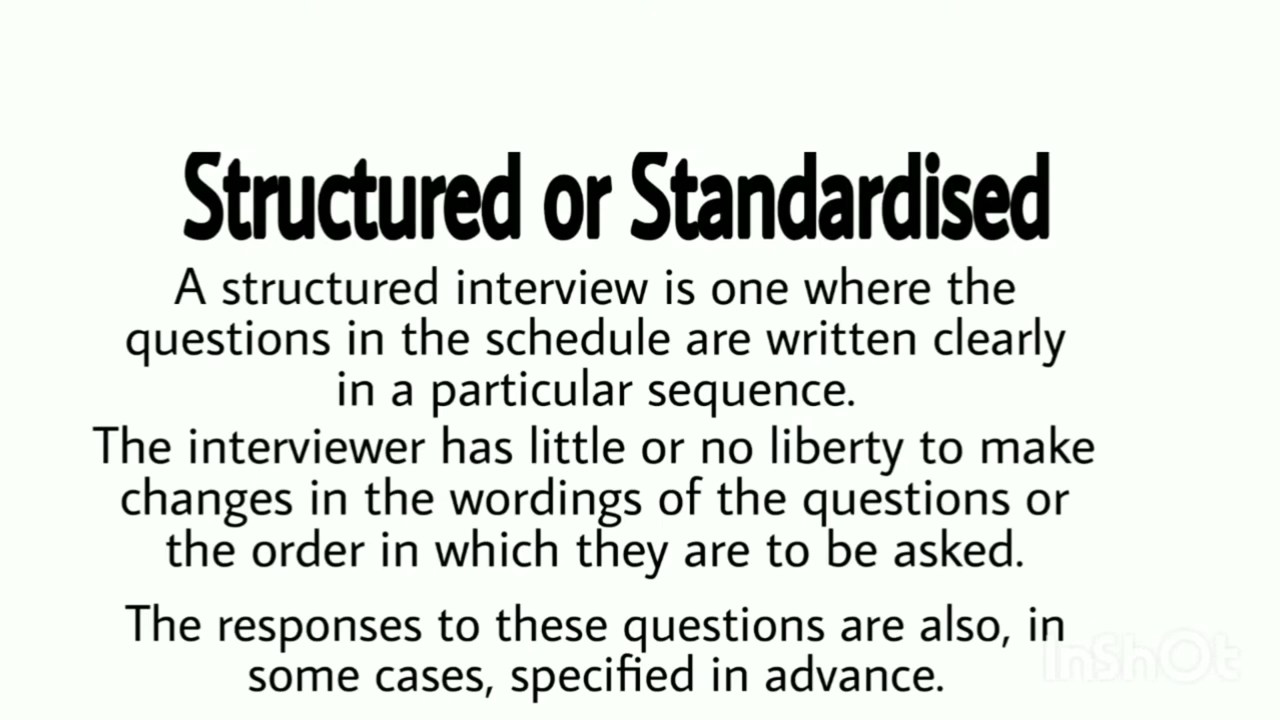 Structured or Standardised
A structured interview is one where the
questions in the schedule are written clearly
in a particular sequence.
The interviewer has little or no liberty to make
changes in the wordings of the questions or
the order in which they are to be asked.
The responses to these questions are also, in
some cases, specified in advance.
InShOt